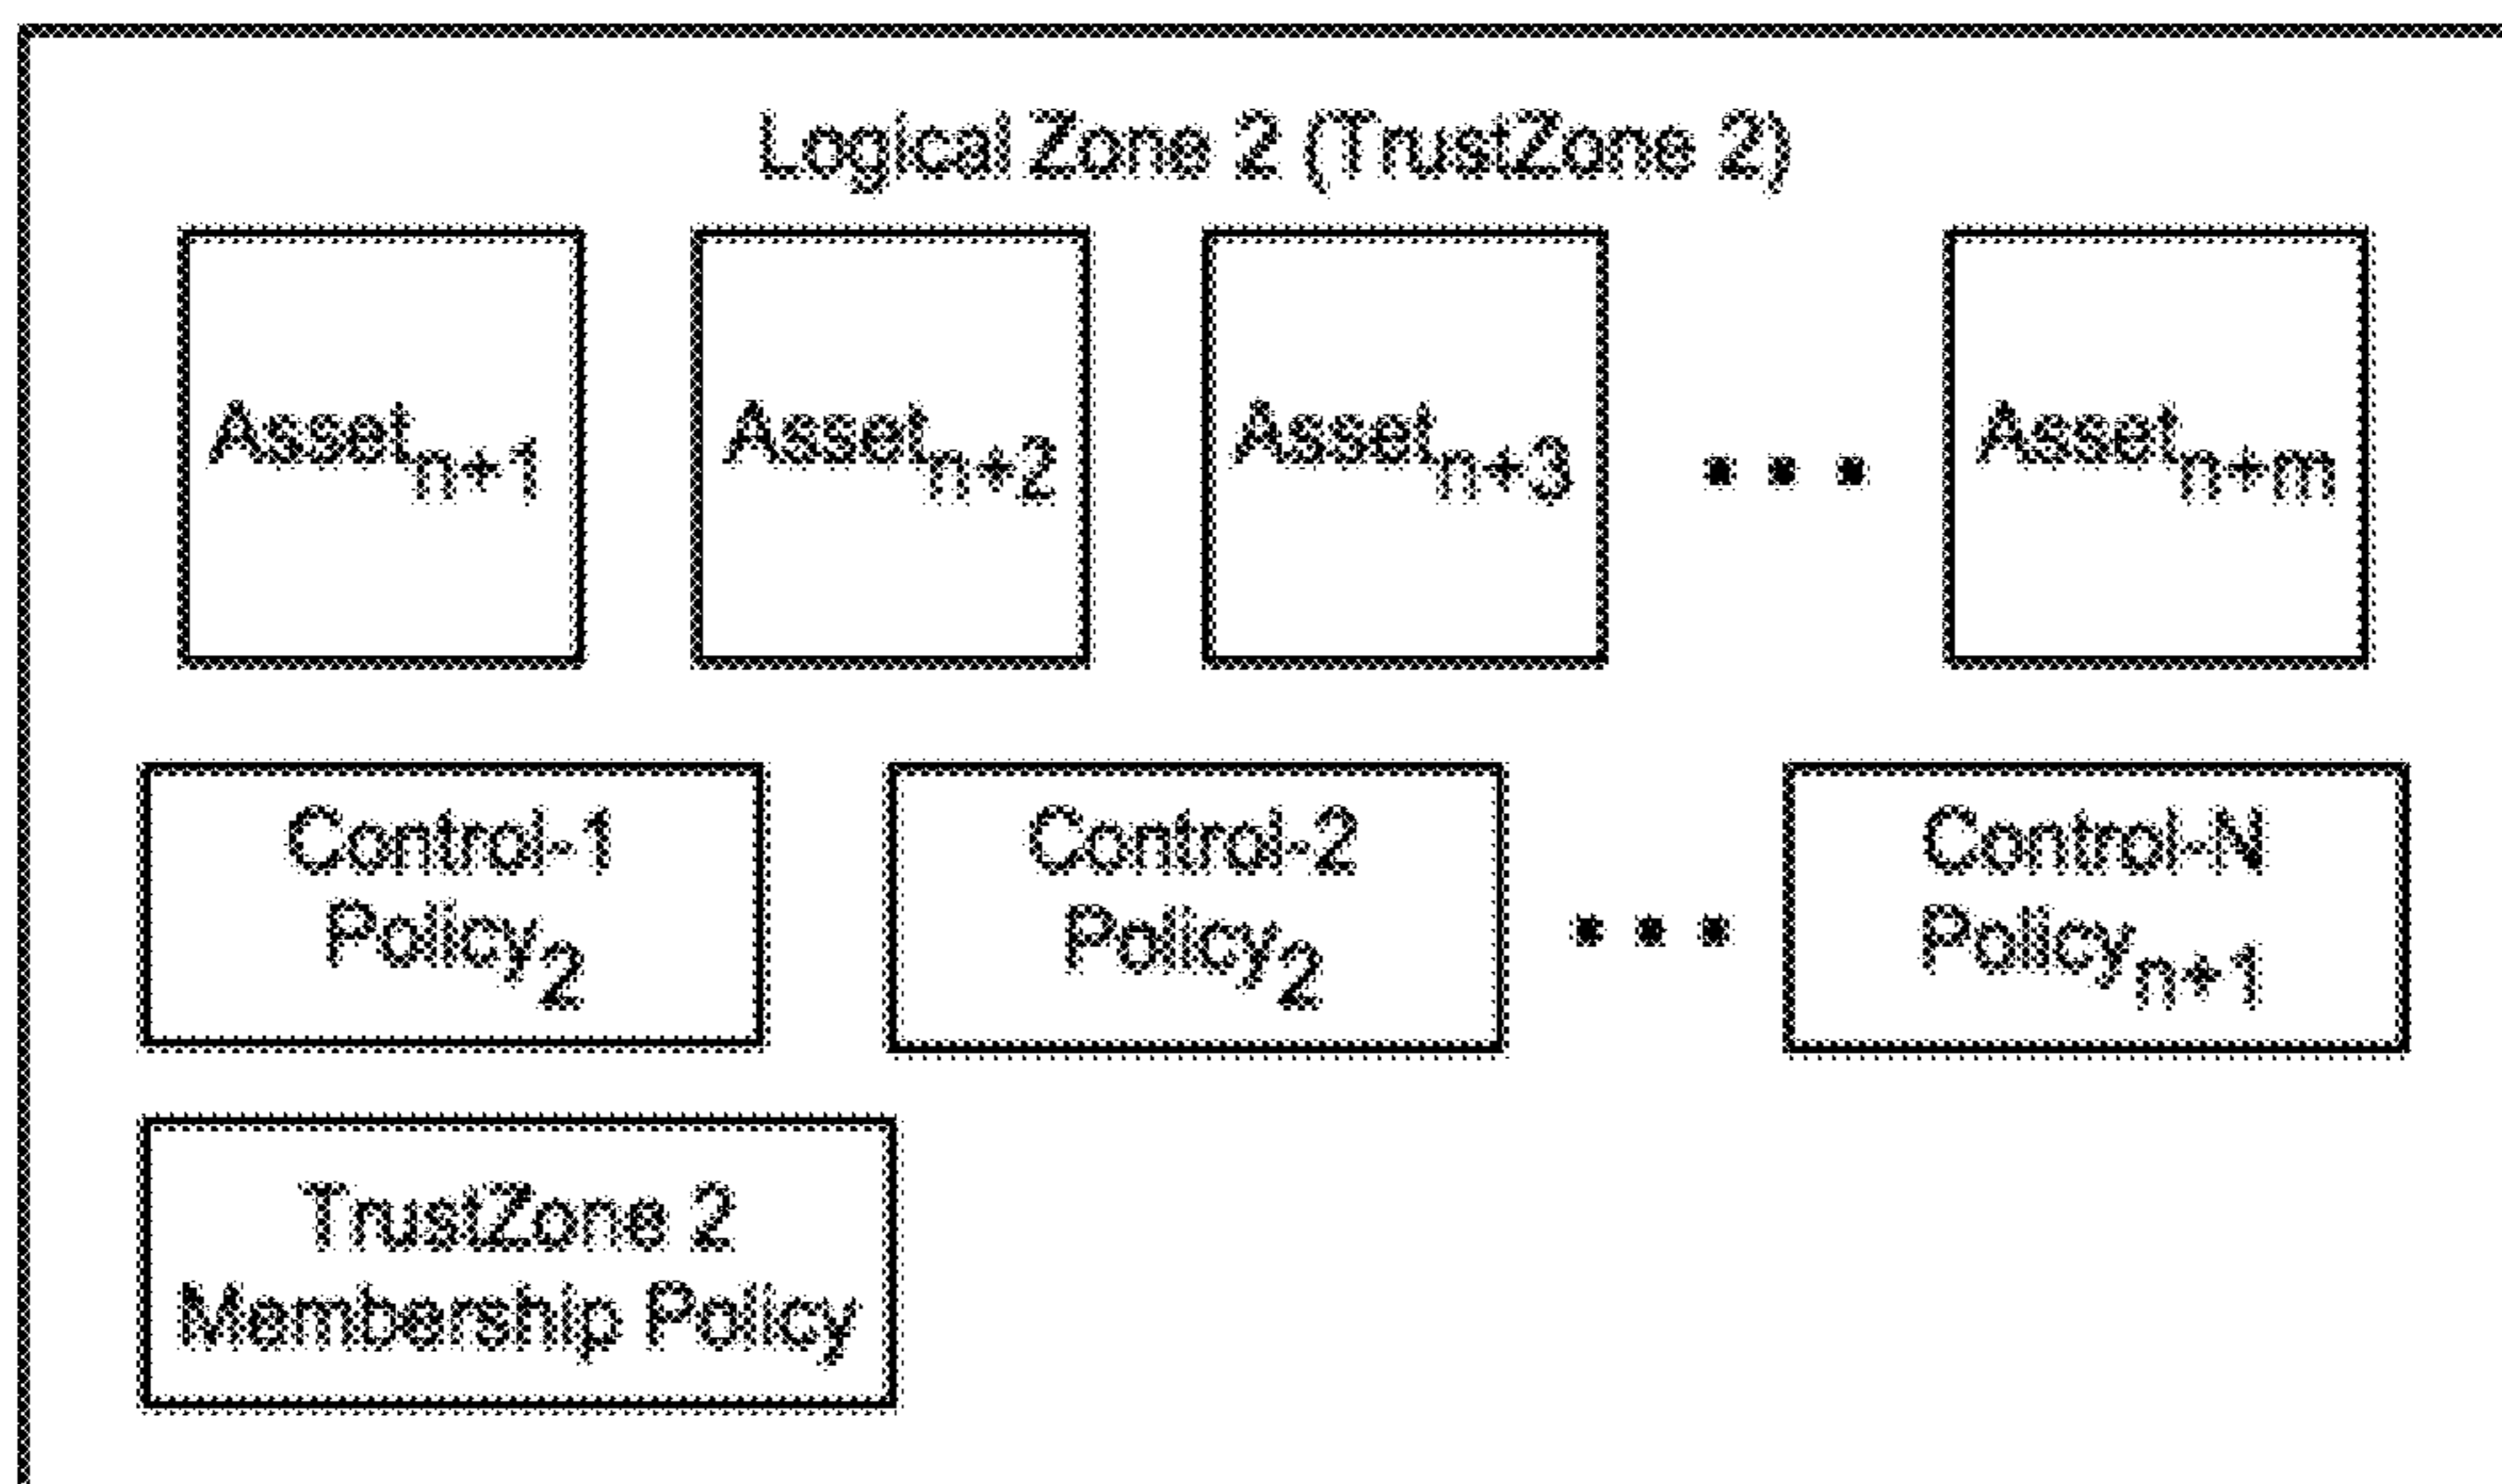 Logical Zone 2 (TrustZone 2)
Assetn+1
Assetn+2
Assetn+3
• • •
Assetn+m
Control-1
Policy2
Control-2
Policy2
• • •
Control-N
Policyn+1
TrustZone 2
Membership Policy